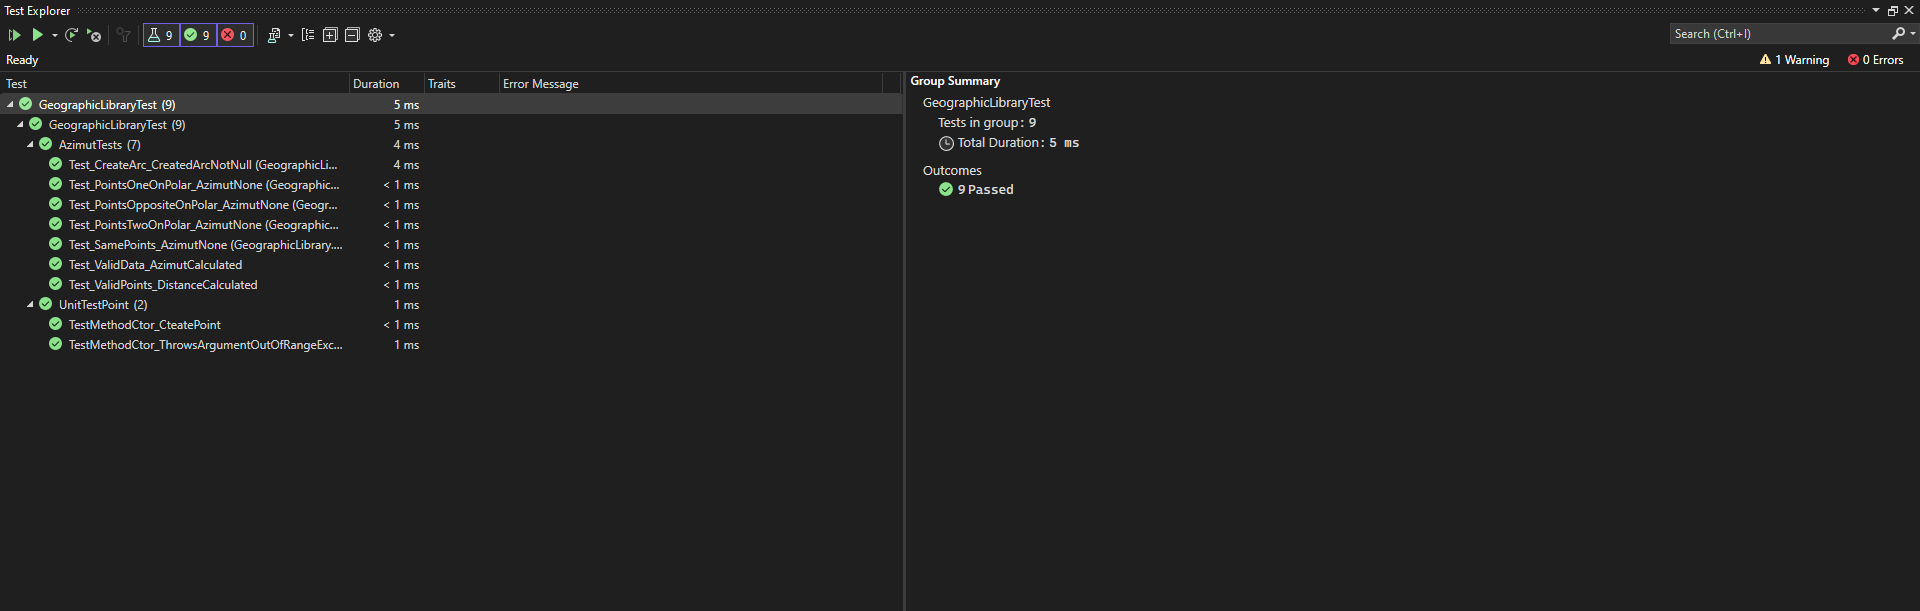 Test Explorer
9 9 0
Search (Ctrl+I)
Ready
1 Warning 0 Errors
Test Duration Traits Error Message
GeographicLibraryTest (9) 5 ms
GeographicLibraryTest (9) 5 ms
AzimutTests (7) 4 ms
Test_CreateArc_CreatedArcNotNull (GeographicLi... 4 ms
Test_PointsOneOnPolar_AzimutNone (Geographic... < 1 ms
Test_PointsOppositeOnPolar_AzimutNone (Geogr... < 1 ms
Test_PointsTwoOnPolar_AzimutNone (Geographic... < 1 ms
Test_SamePoints_AzimutNone (GeographicLibrary.... < 1 ms
Test_ValidData_AzimutCalculated < 1 ms
Test_ValidPoints_DistanceCalculated < 1 ms
UnitTestPoint (2) 1 ms
TestMethodCtor_CteatePoint < 1 ms
TestMethodCtor_ThrowsArgumentOutOfRangeExc... 1 ms
Group Summary
GeographicLibraryTest
Tests in group: 9
Total Duration: 5 ms
Outcomes
9 Passed